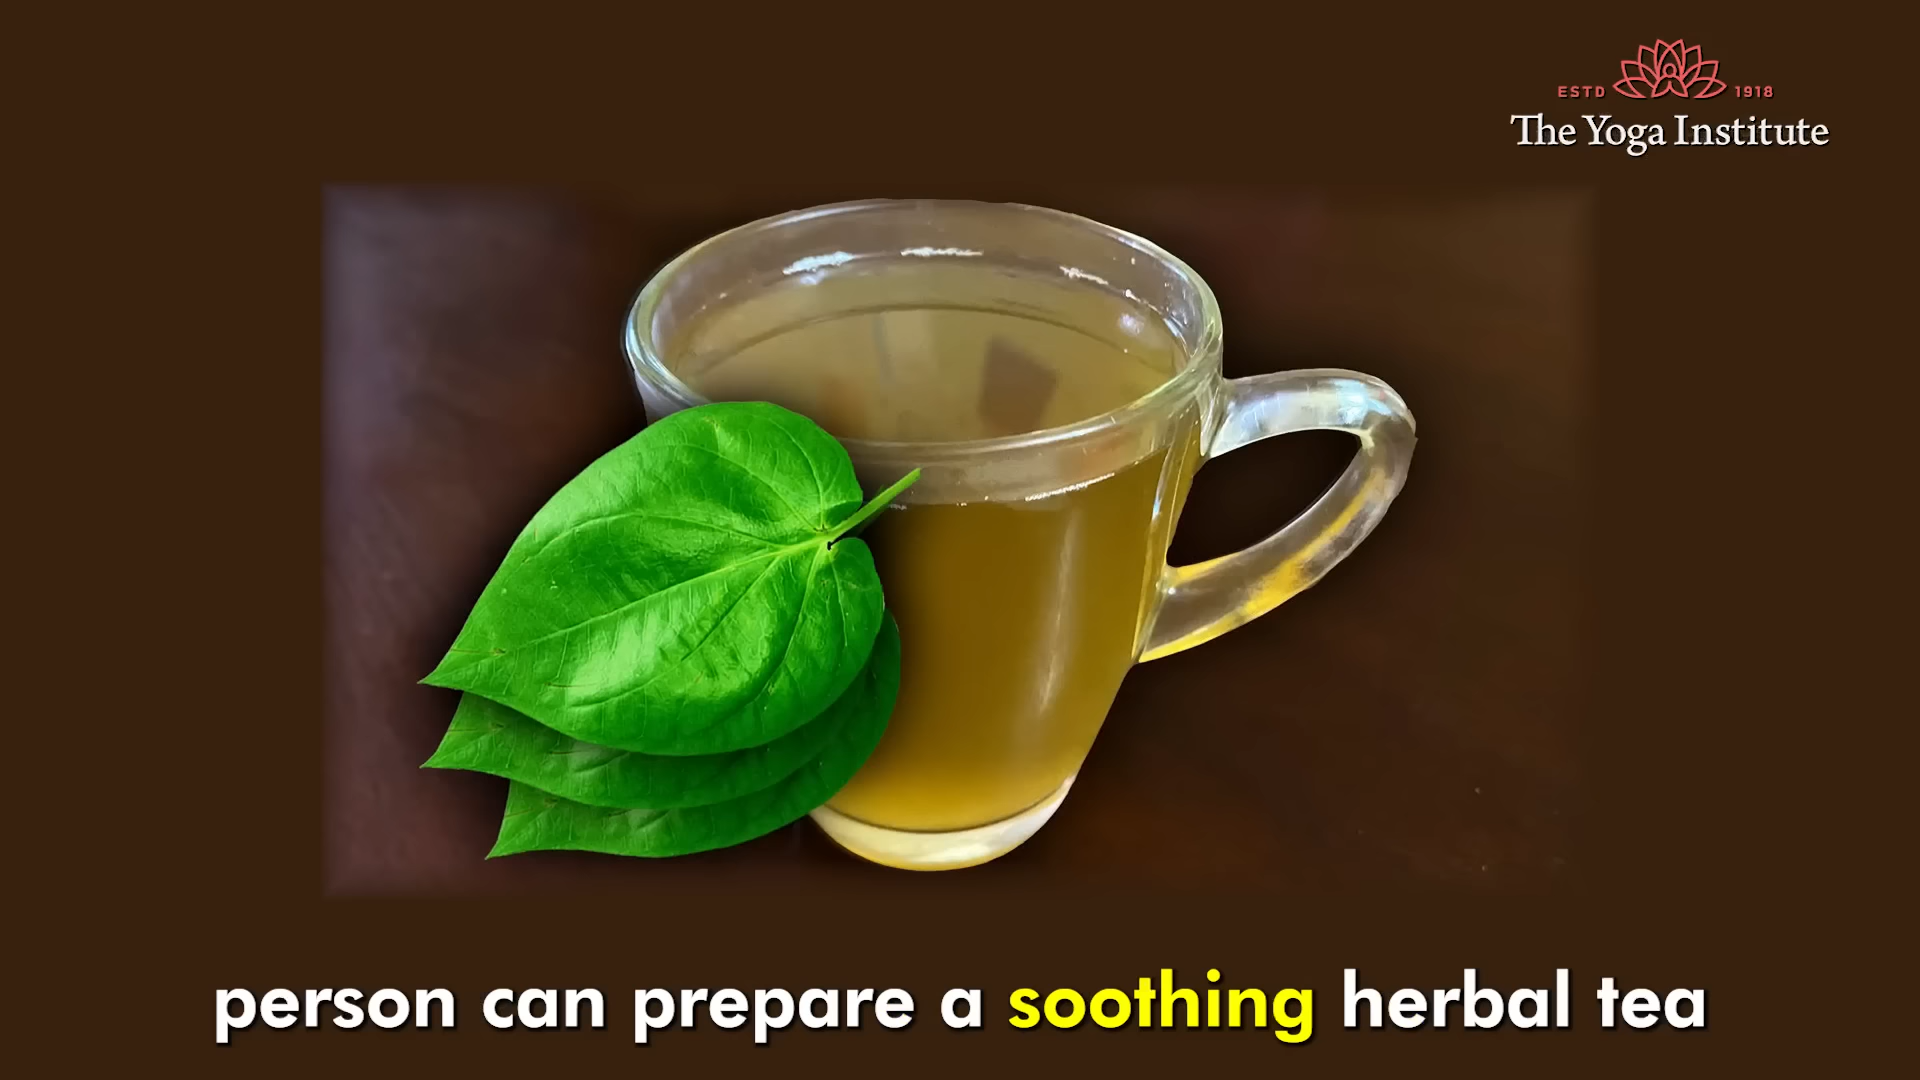 ESTD 1918
The Yoga Institute
person can prepare a soothing herbal tea